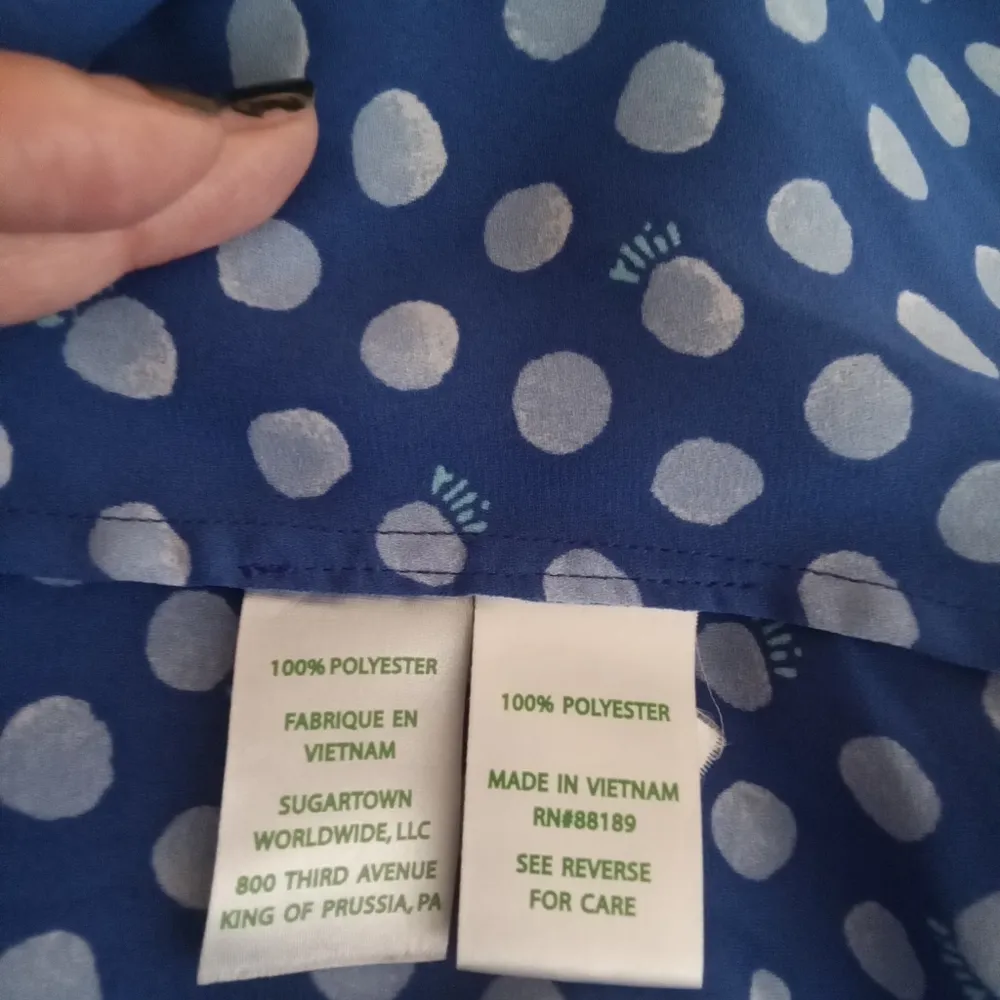 100% POLYESTER
FABRIQUE EN
VIETNAM
SUGARTOWN
WORLDWIDE, LLC
800 THIRD AVENUE
KING OF PRUSSIA, PA
100% POLYESTER
MADE IN VIETNAM
RN#88189
SEE REVERSE
FOR CARE